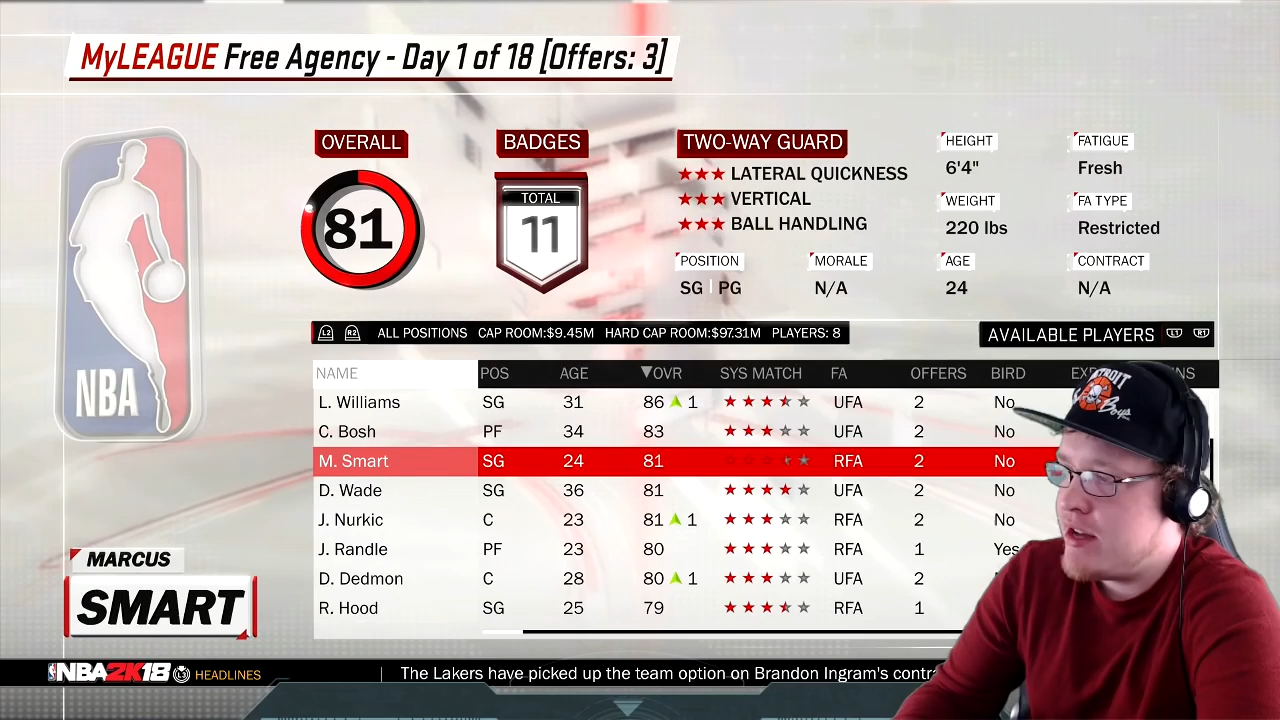 MyLEAGUE Free Agency - Day 1 of 18 [Offers: 3]
OVERALL
81
BADGES
TOTAL
11
TWO-WAY GUARD
★★★ LATERAL QUICKNESS
★★★ VERTICAL
★★★ BALL HANDLING
POSITION
SG | PG
MORALE
N/A
HEIGHT
6'4"
WEIGHT
220 lbs
AGE
24
FATIGUE
Fresh
FA TYPE
Restricted
CONTRACT
N/A
NBA
L2 R2 ALL POSITIONS CAP ROOM:$9.45M HARD CAP ROOM:$97.31M PLAYERS: 8
AVAILABLE PLAYERS L1 R1
NAME POS AGE ▼OVR SYS MATCH FA OFFERS BIRD
L. Williams SG 31 86 1 UFA 2 No
C. Bosh PF 34 83 UFA 2 No
M. Smart SG 24 81 RFA 2 No
D. Wade SG 36 81 UFA 2 No
J. Nurkic C 23 81 1 RFA 2 No
J. Randle PF 23 80 RFA 1 Yes
D. Dedmon C 28 80 1 UFA 2
R. Hood SG 25 79 RFA 1
MARCUS
SMART
NBA 2K18 HEADLINES
The Lakers have picked up the team option on Brandon Ingram's contr